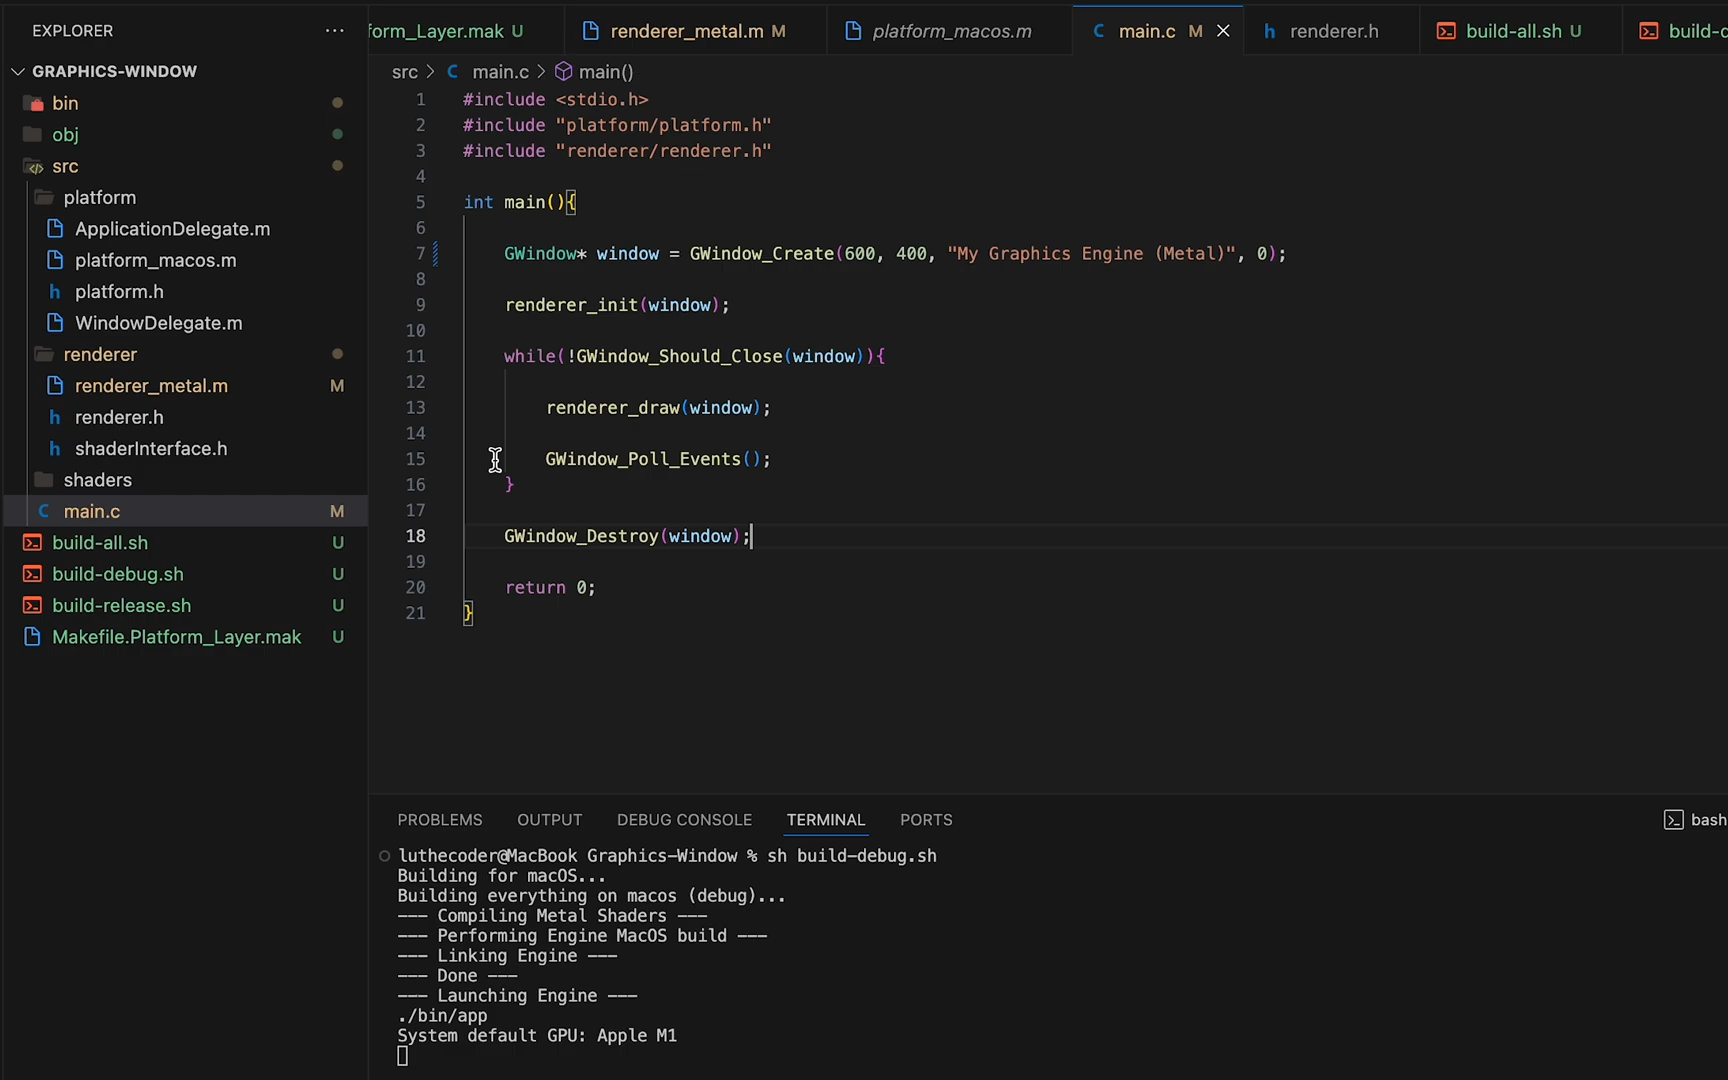 EXPLORER
GRAPHICS-WINDOW
bin
obj
src
platform
ApplicationDelegate.m
platform_macos.m
platform.h
WindowDelegate.m
renderer
renderer_metal.m M
renderer.h
shaderInterface.h
shaders
main.c M
build-all.sh U
build-debug.sh U
build-release.sh U
Makefile.Platform_Layer.mak U
form_Layer.mak U renderer_metal.m M platform_macos.m main.c M renderer.h build-all.sh U build-d
src > C main.c > main()
1 #include <stdio.h>
2 #include "platform/platform.h"
3 #include "renderer/renderer.h"
4
5 int main(){
6
7 GWindow* window = GWindow_Create(600, 400, "My Graphics Engine (Metal)", 0);
8
9 renderer_init(window);
10
11 while(!GWindow_Should_Close(window)){
12
13 renderer_draw(window);
14
15 GWindow_Poll_Events();
16 }
17
18 GWindow_Destroy(window);
19
20 return 0;
21 }
PROBLEMS OUTPUT DEBUG CONSOLE TERMINAL PORTS bash
luthecoder@MacBook Graphics-Window % sh build-debug.sh
Building for macOS...
Building everything on macos (debug)...
--- Compiling Metal Shaders ---
--- Performing Engine MacOS build ---
--- Linking Engine ---
--- Done ---
--- Launching Engine ---
./bin/app
System default GPU: Apple M1